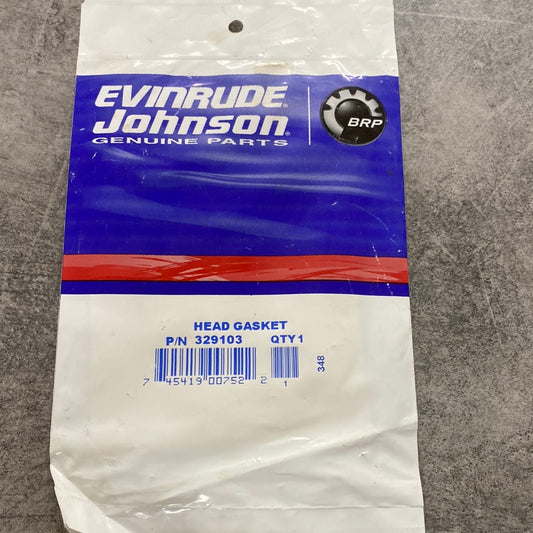 EVINRUDE®
Johnson®
GENUINE PARTS
BRP
HEAD GASKET
P/N 329103 QTY1
7 45419 00752 2
1
348